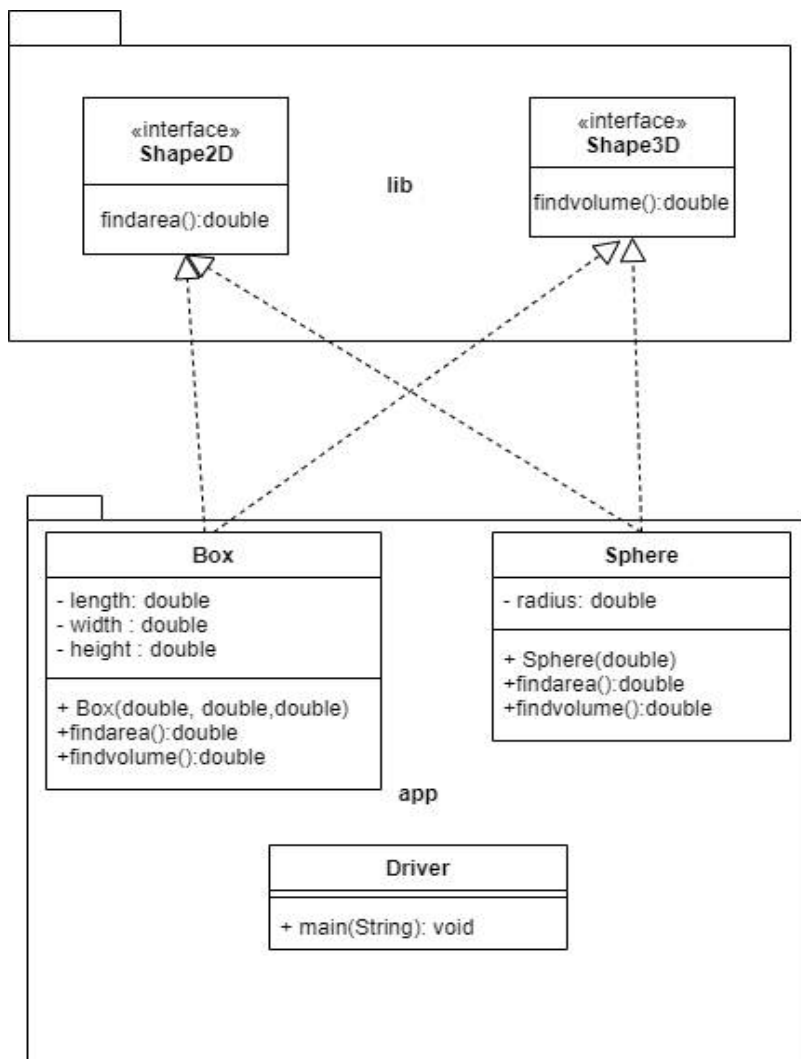 «interface»
Shape2D
findarea():double
lib
«interface»
Shape3D
findvolume():double
Box
- length: double
- width : double
- height : double
+ Box(double, double,double)
+findarea():double
+findvolume():double
Sphere
- radius: double
+ Sphere(double)
+findarea():double
+findvolume():double
app
Driver
+ main(String): void